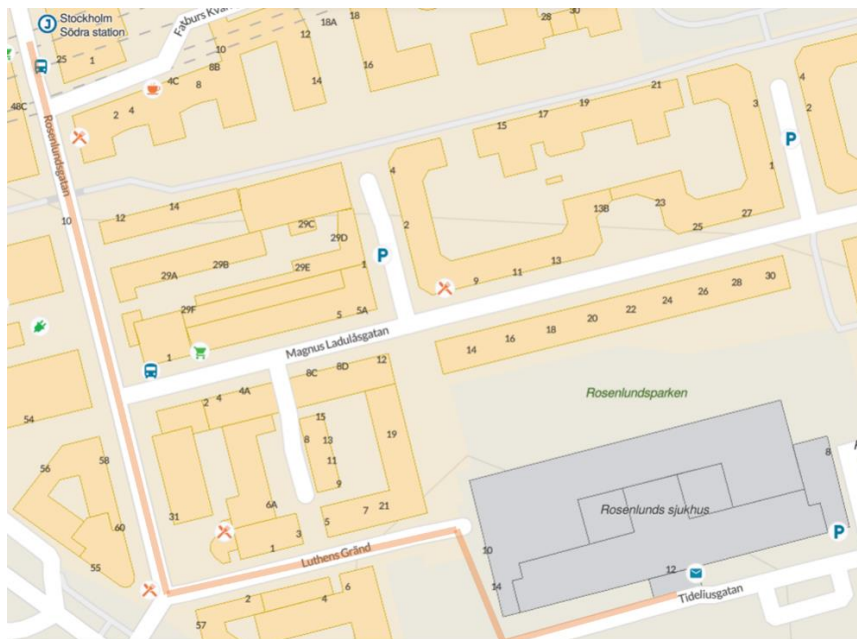 Stockholm
Södra station
Fatburs Kvar
18A
18
28
30
25
1
10
8B
4C
8
12
14
16
48C
2
4
Rosenlundsgatan
15
17
19
21
3
1
4
2
P
10
12
14
4
2
29C
29D
29A
29B
29E
29F
1
P
13B
23
25
27
9
11
13
5
5A
1
Magnus Ladulåsgatan
14
16
18
20
22
24
26
28
30
8C
8D
12
4A
4
2
Rosenlundsparken
54
56
58
60
55
31
6A
8
15
13
11
9
19
21
7
5
3
1
Luthens Gränd
Rosenlunds sjukhus
8
P
10
14
12
Tideliusgatan
2
4
6
57